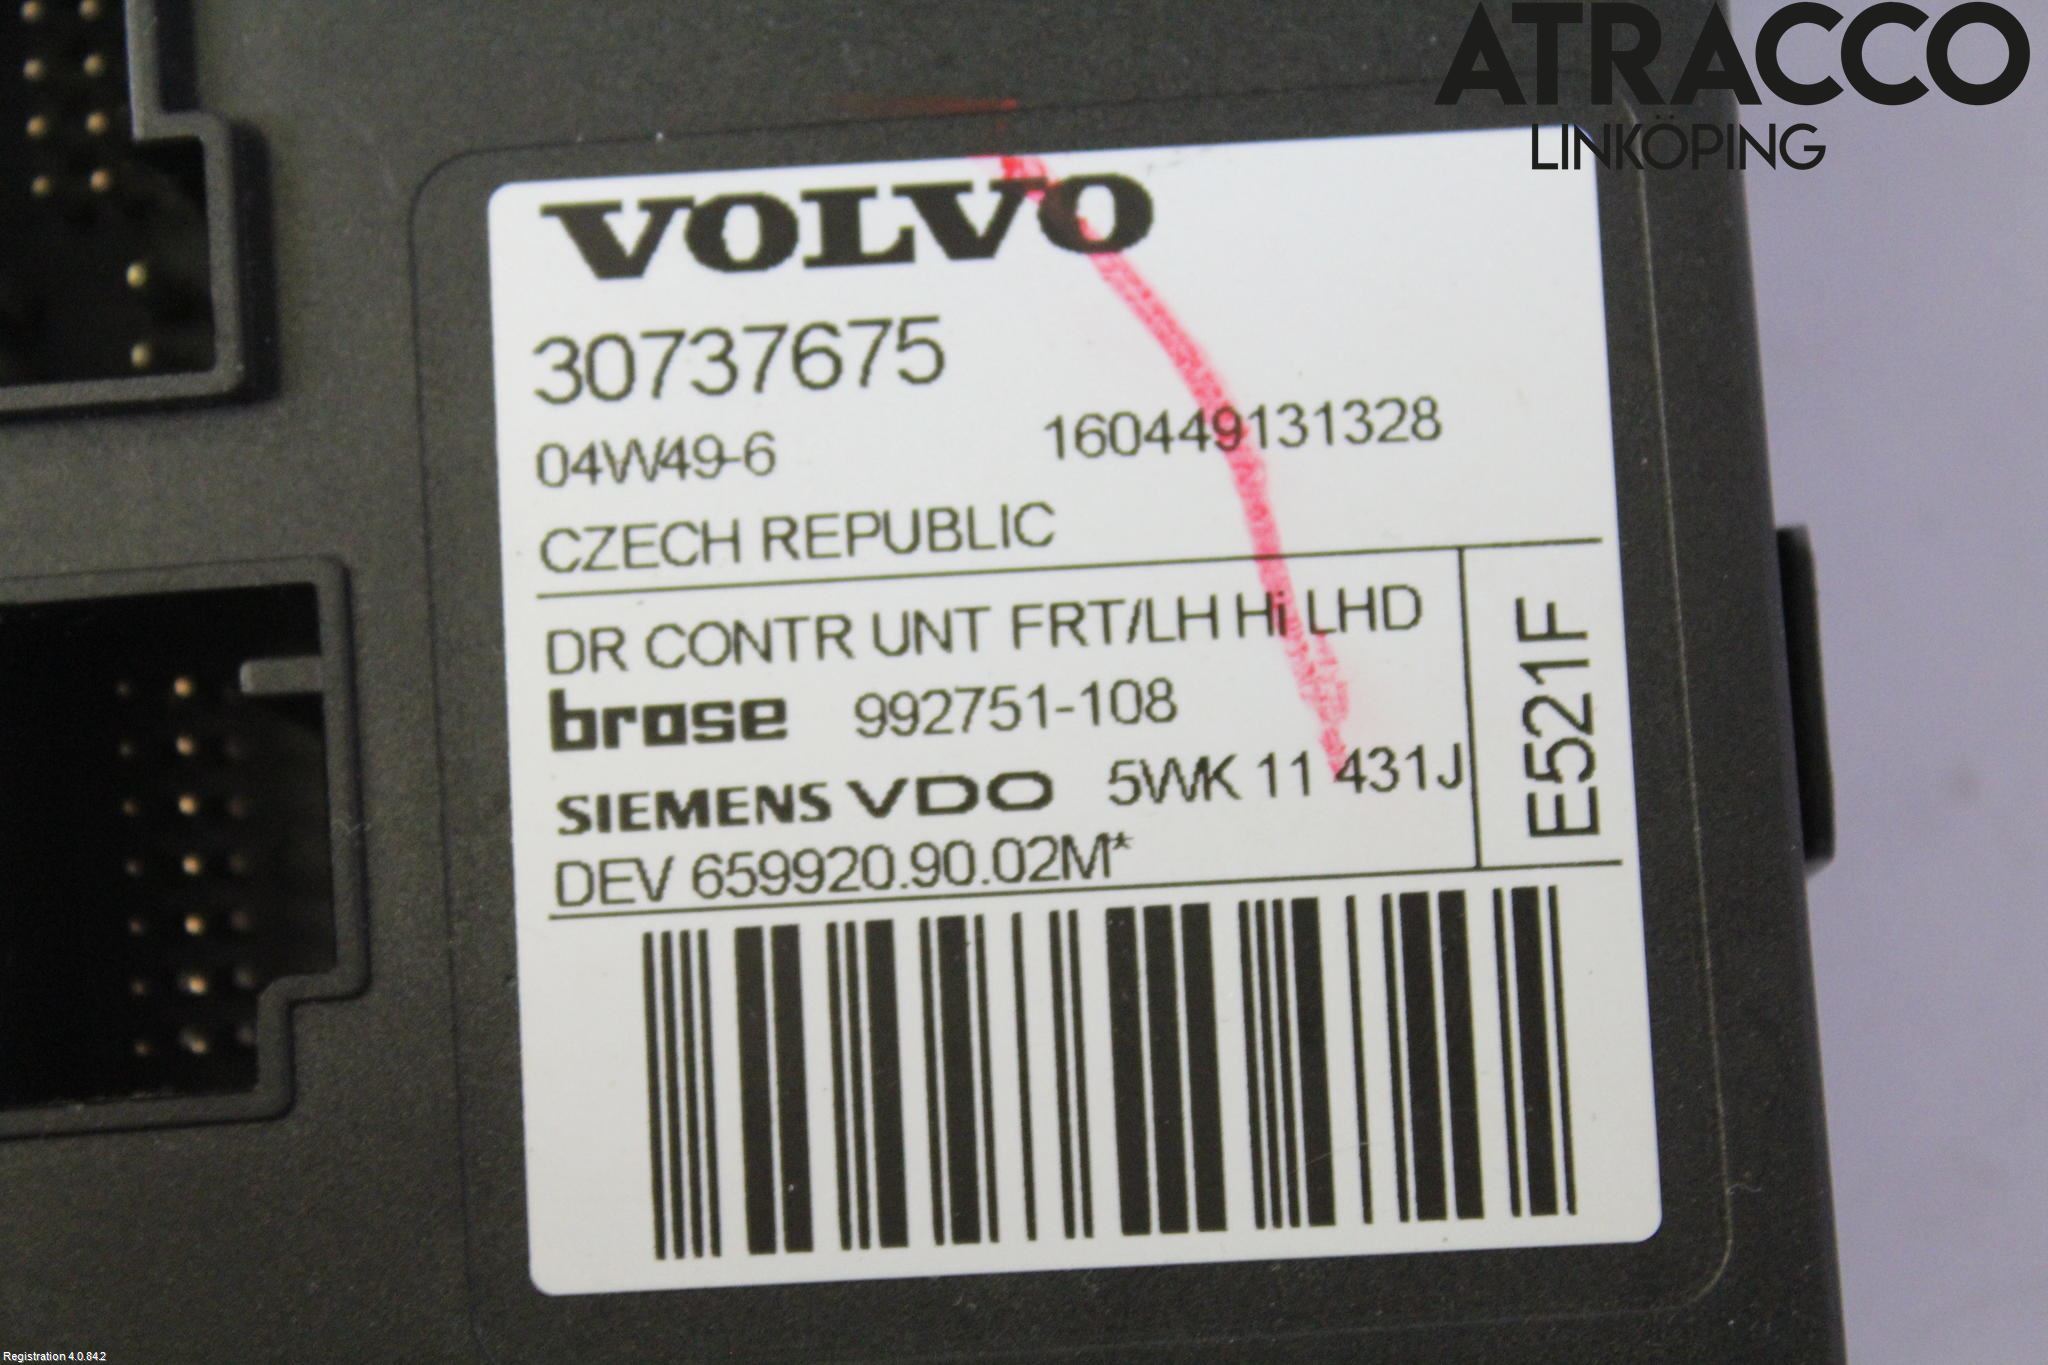 ATRACCO
LINKÖPING
VOLVO
30737675
04W49-6 160449131328
CZECH REPUBLIC
DR CONTR UNT FRT/LH Hi LHD
brose 992751-108
SIEMENS VDO 5WK 11 431J
DEV 659920.90.02M*
E521F
Registration 4.0.84.2